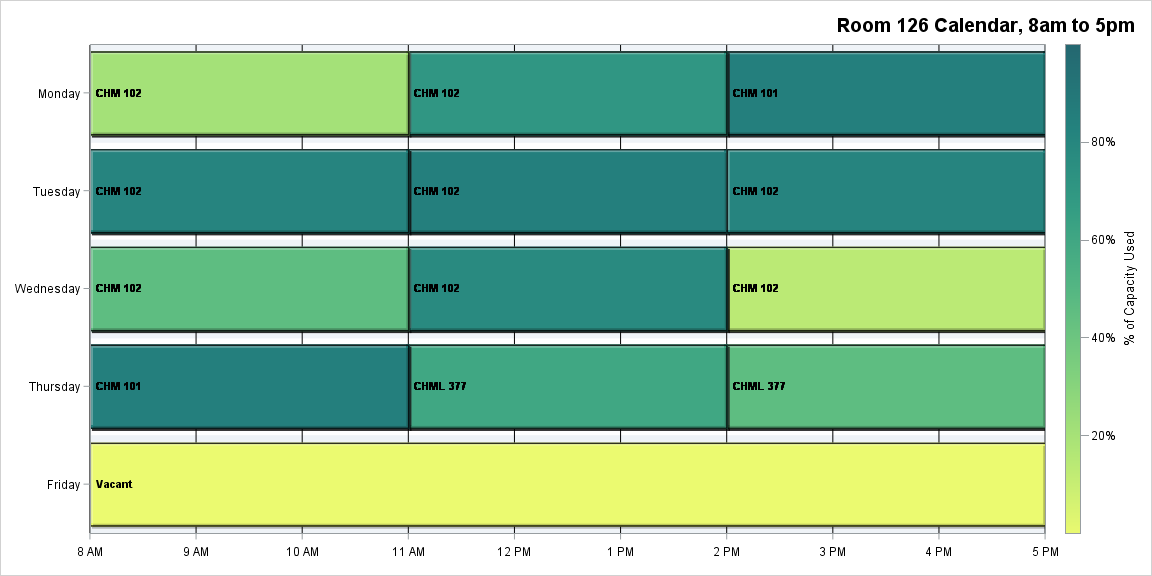 Room 126 Calendar, 8am to 5pm
Monday
CHM 102
CHM 102
CHM 101
Tuesday
CHM 102
CHM 102
CHM 102
Wednesday
CHM 102
CHM 102
CHM 102
Thursday
CHM 101
CHML 377
CHML 377
Friday
Vacant
8 AM
9 AM
10 AM
11 AM
12 PM
1 PM
2 PM
3 PM
4 PM
5 PM
80%
60%
40%
20%
% of Capacity Used